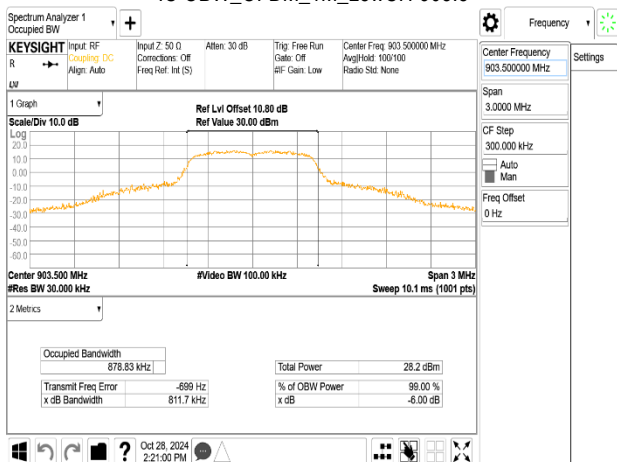 Spectrum Analyzer 1
Occupied BW
+
Frequency
KEYSIGHT
R
Input: RF
Coupling: DC
Align: Auto
Input Z: 50 Ω
Corrections: Off
Freq Ref: Int (S)
Atten: 30 dB
Trig: Free Run
Gate: Off
#IF Gain: Low
Center Freq: 903.500000 MHz
Avg|Hold: 100/100
Radio Std: None
Center Frequency
903.500000 MHz
Settings
Span
3.0000 MHz
CF Step
300.000 kHz
Auto
Man
Freq Offset
0 Hz
1 Graph
Scale/Div 10.0 dB
Ref Lvl Offset 10.80 dB
Ref Value 30.00 dBm
Log
20.0
10.0
0.00
-10.0
-20.0
-30.0
-40.0
-50.0
-60.0
Center 903.500 MHz
#Res BW 30.000 kHz
#Video BW 100.00 kHz
Span 3 MHz
Sweep 10.1 ms (1001 pts)
2 Metrics
Occupied Bandwidth
878.83 kHz
Total Power 28.2 dBm
Transmit Freq Error -699 Hz
% of OBW Power 99.00 %
x dB Bandwidth 811.7 kHz
x dB -6.00 dB
?
Oct 28, 2024
2:21:00 PM